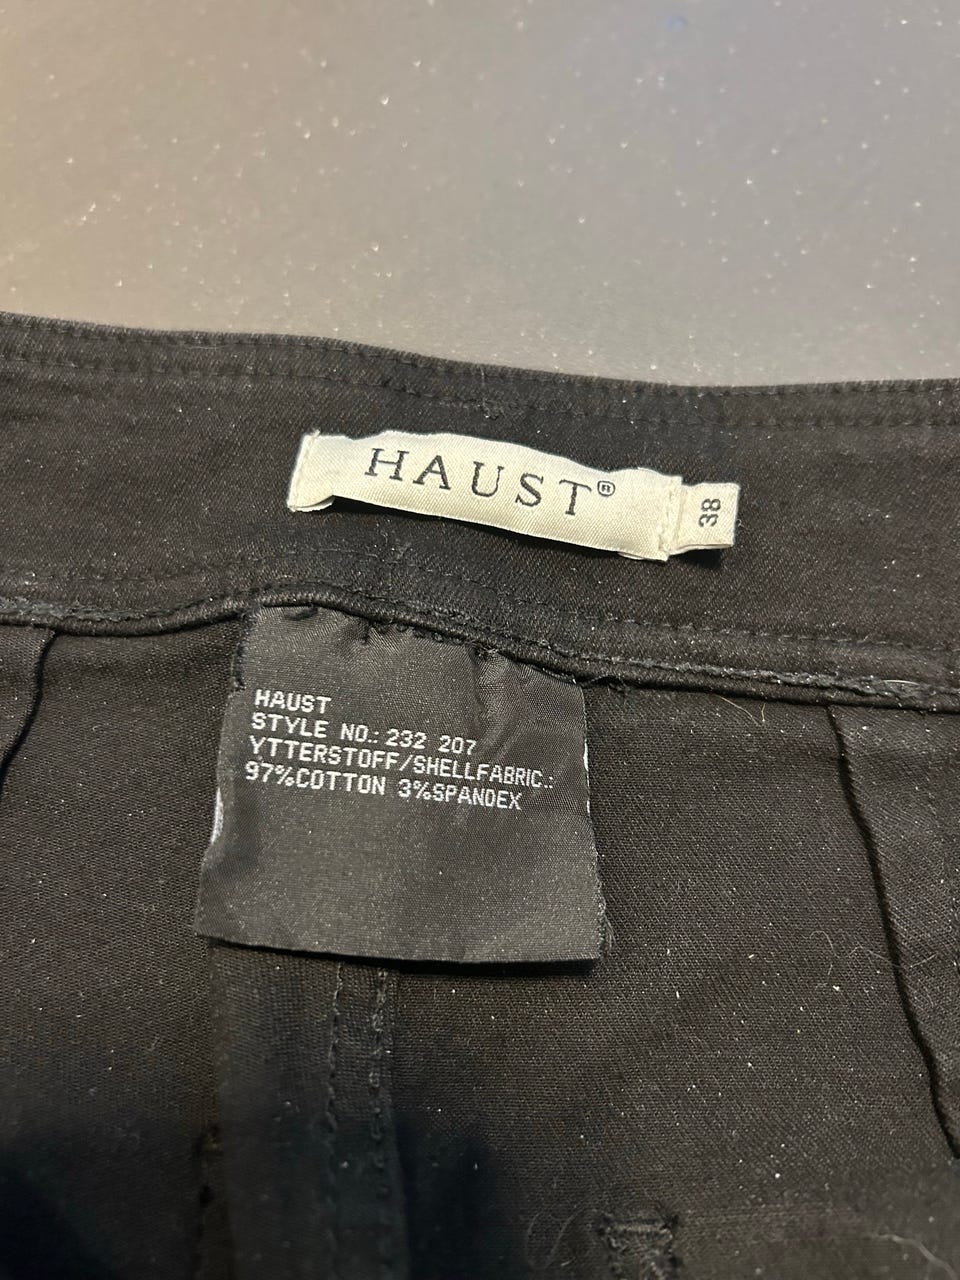 HAUST®
38
HAUST
STYLE NO.: 232 207
YTTERSTOFF/SHELLFABRIC.:
97%COTTON 3%SPANDEX